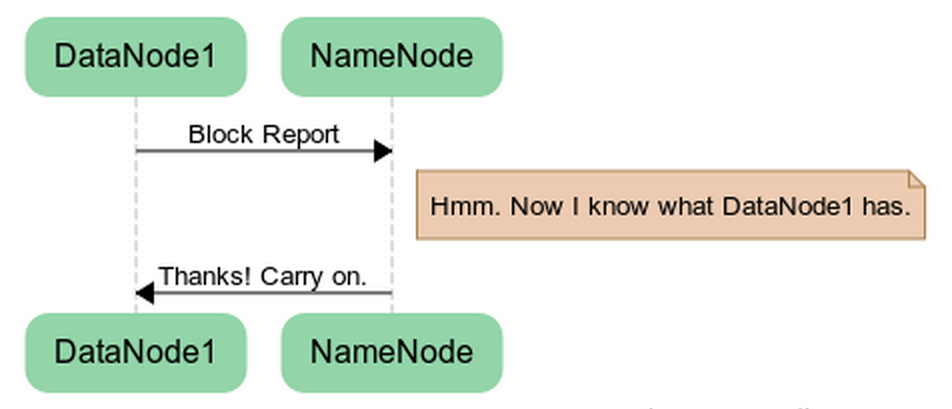 DataNode1 NameNode
Block Report
Hmm. Now I know what DataNode1 has.
Thanks! Carry on.
DataNode1 NameNode